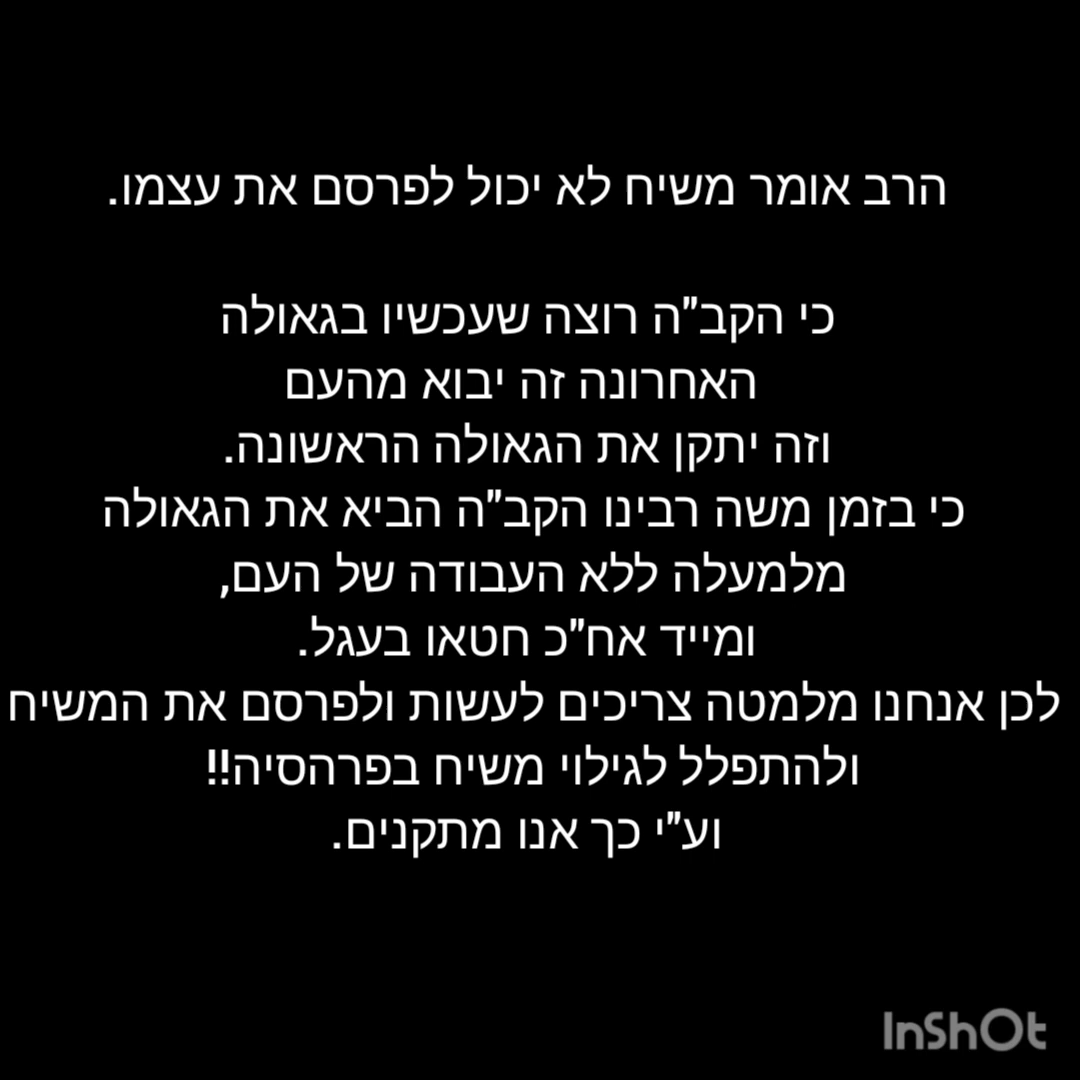 הרב אומר משיח לא יכול לפרסם את עצמו.
כי הקב"ה רוצה שעכשיו בגאולה
האחרונה זה יבוא מהעם
וזה יתקן את הגאולה הראשונה.
כי בזמן משה רבינו הקב"ה הביא את הגאולה
מלמעלה ללא העבודה של העם,
ומייד אח"כ חטאו בעגל.
לכן אנחנו מלמטה צריכים לעשות ולפרסם את המשיח
ולהתפלל לגילוי משיח בפרהסיה!!
וע"י כך אנו מתקנים.
InShOt